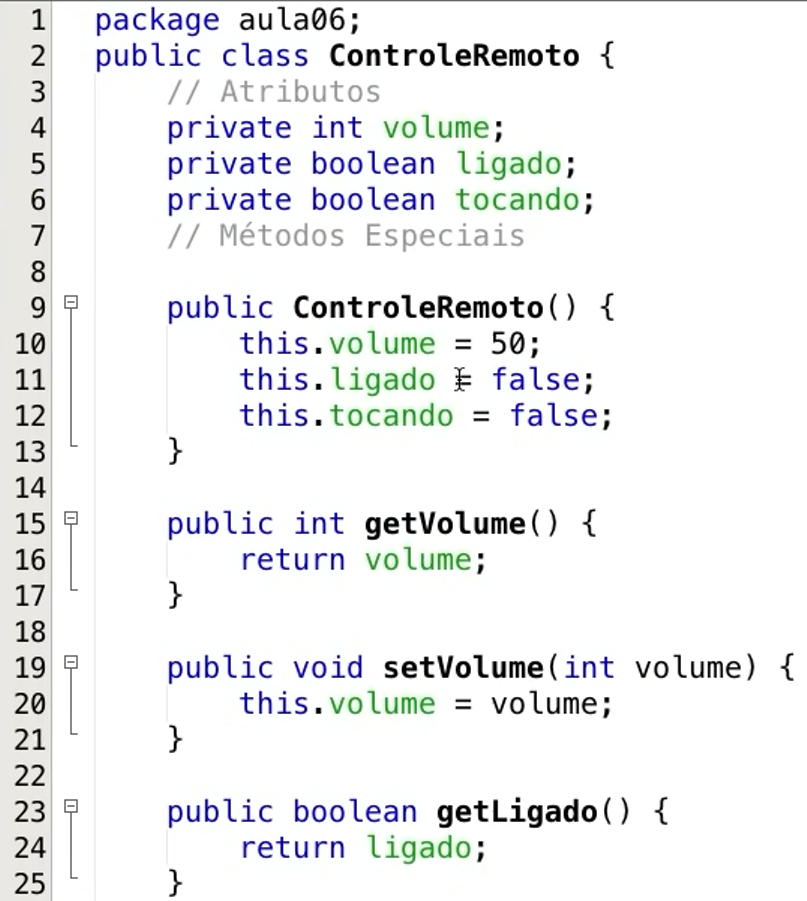 1 package aula06;
2 public class ControleRemoto {
3 // Atributos
4 private int volume;
5 private boolean ligado;
6 private boolean tocando;
7 // Métodos Especiais
8
9 public ControleRemoto() {
10 this.volume = 50;
11 this.ligado = false;
12 this.tocando = false;
13 }
14
15 public int getVolume() {
16 return volume;
17 }
18
19 public void setVolume(int volume) {
20 this.volume = volume;
21 }
22
23 public boolean getLigado() {
24 return ligado;
25 }